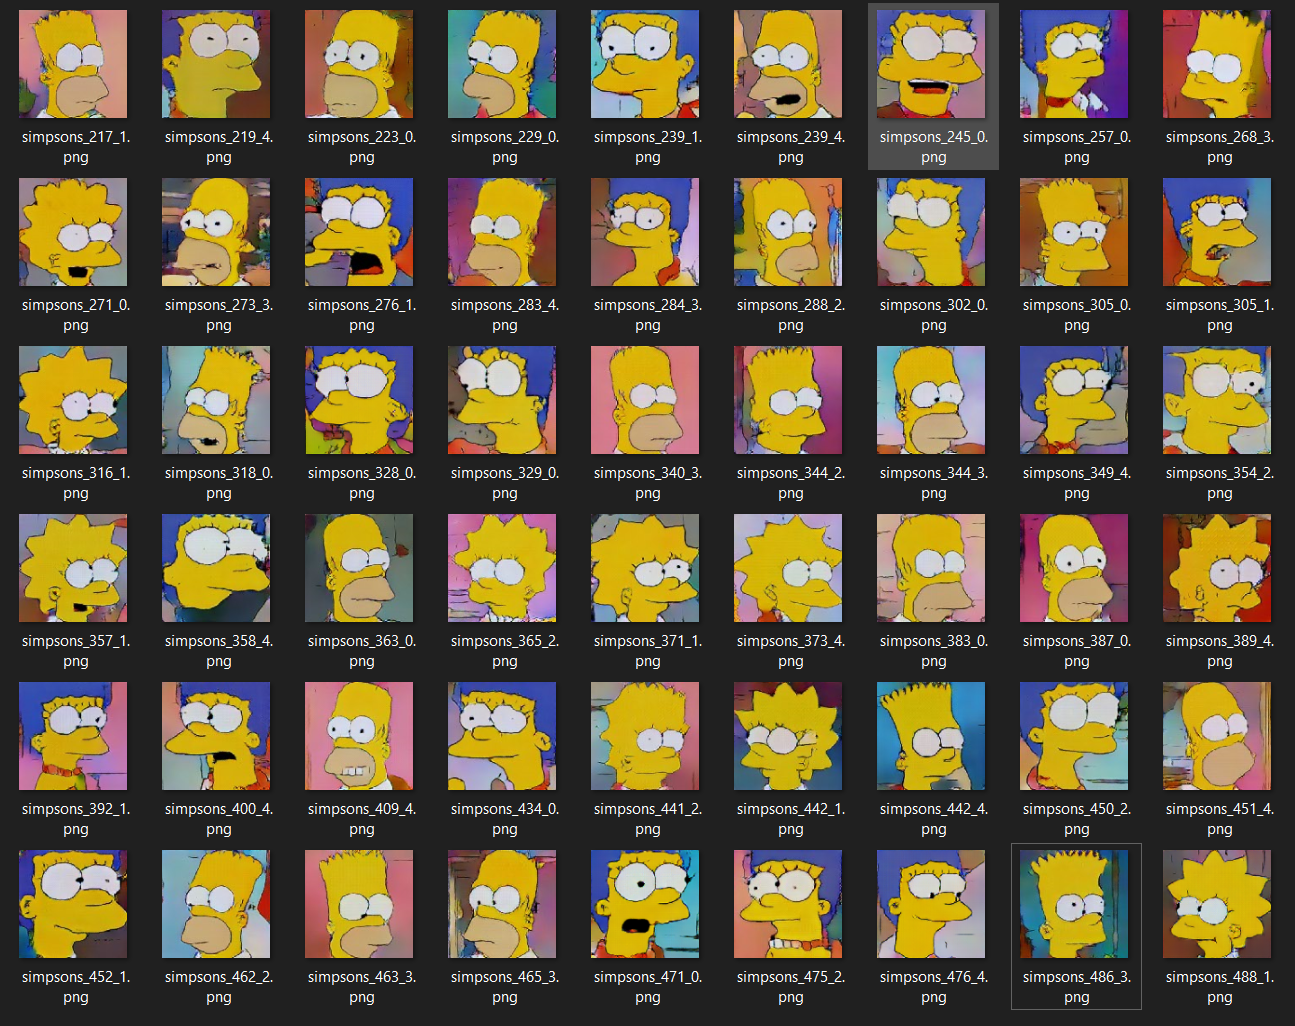 simpsons_217_1. simpsons_219_4. simpsons_223_0. simpsons_229_0. simpsons_239_1. simpsons_239_4. simpsons_245_0. simpsons_257_0. simpsons_268_3.
png png png png png png png png png
simpsons_271_0. simpsons_273_3. simpsons_276_1. simpsons_283_4. simpsons_284_3. simpsons_288_2. simpsons_302_0. simpsons_305_0. simpsons_305_1.
png png png png png png png png png
simpsons_316_1. simpsons_318_0. simpsons_328_0. simpsons_329_0. simpsons_340_3. simpsons_344_2. simpsons_344_3. simpsons_349_4. simpsons_354_2.
png png png png png png png png png
simpsons_357_1. simpsons_358_4. simpsons_363_0. simpsons_365_2. simpsons_371_1. simpsons_373_4. simpsons_383_0. simpsons_387_0. simpsons_389_4.
png png png png png png png png png
simpsons_392_1. simpsons_400_4. simpsons_409_4. simpsons_434_0. simpsons_441_2. simpsons_442_1. simpsons_442_4. simpsons_450_2. simpsons_451_4.
png png png png png png png png png
simpsons_452_1. simpsons_462_2. simpsons_463_3. simpsons_465_3. simpsons_471_0. simpsons_475_2. simpsons_476_4. simpsons_486_3. simpsons_488_1.
png png png png png png png png png